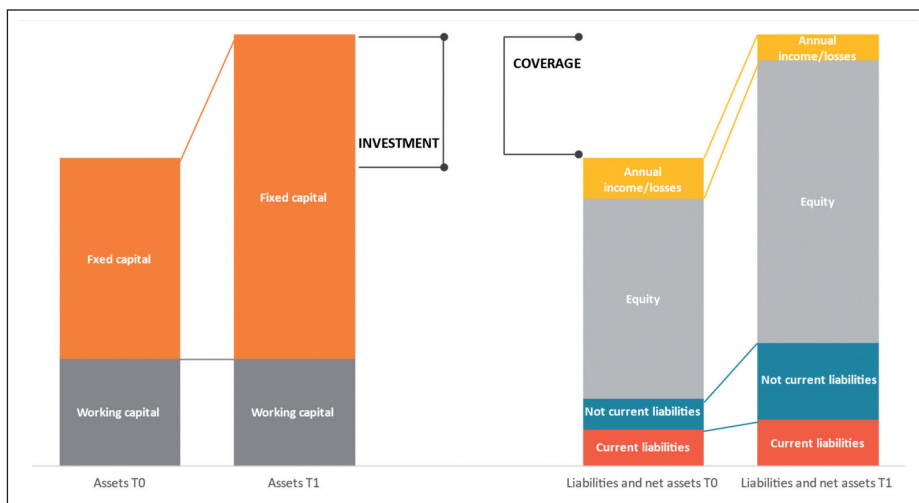 Annual
income/losses
COVERAGE
INVESTMENT
Annual
income/losses
Fixed capital
Equity
Fxed capital
Equity
Not current liabilities
Not current liabilities
Working capital
Working capital
Current liabilities
Current liabilities
Assets T0
Assets T1
Liabilities and net assets T0
Liabilities and net assets T1